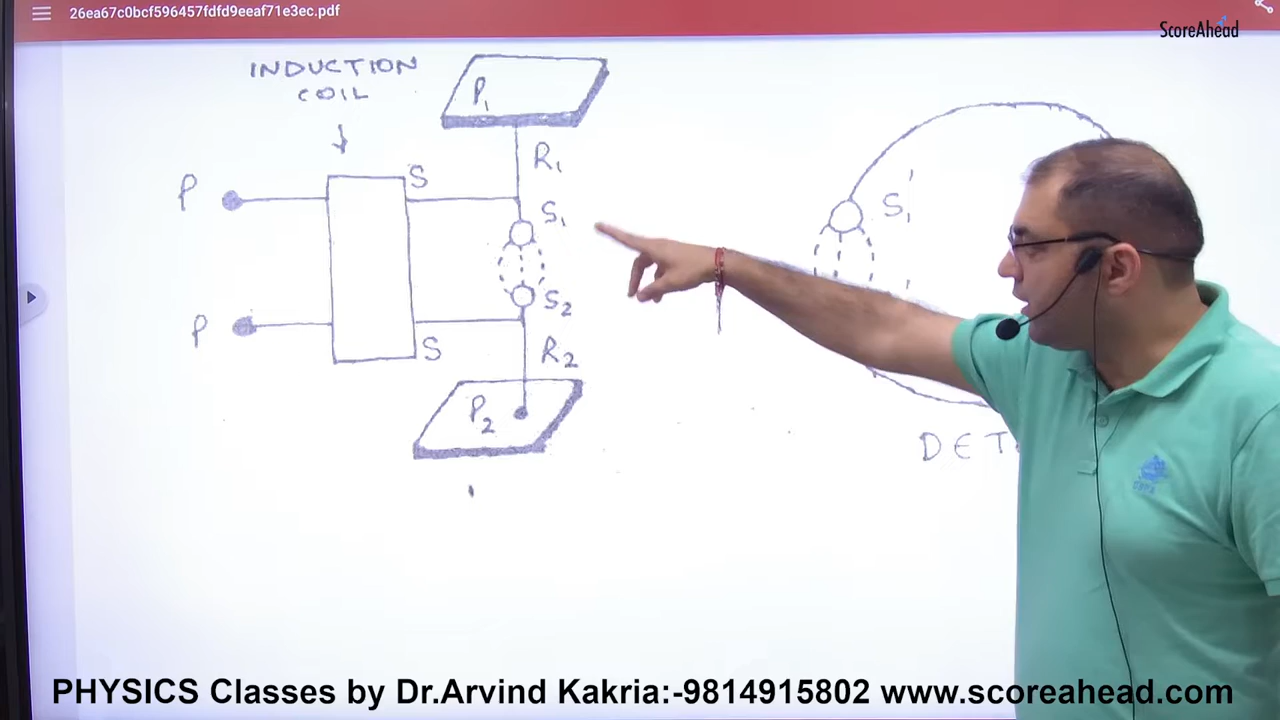 26ea67c0bcf596457fdfd9eeaf71e3ec.pdf
ScoreAhead
INDUCTION
COIL
P₁
R₁
P
S
S₁
S₁'
S₂
P
S
R₂
P₂
DET
PHYSICS Classes by Dr.Arvind Kakria:-9814915802 www.scoreahead.com